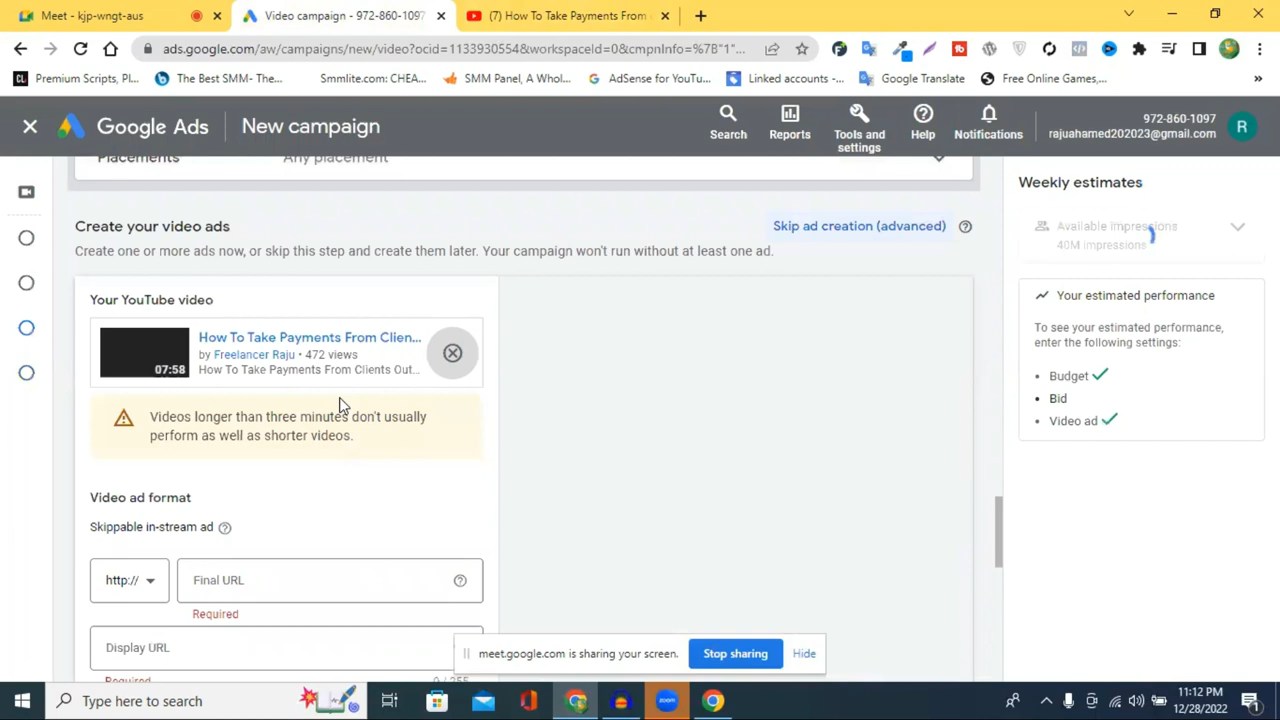 Meet - kjp-wngt-aus
Video campaign - 972-860-1097
(7) How To Take Payments From
ads.google.com/aw/campaigns/new/video?ocid=1133930554&workspaceId=0&cmpnInfo=%7B"1"...
Premium Scripts, Pl...
The Best SMM- The...
Smmlite.com: CHEA...
SMM Panel, A Whol...
AdSense for YouTu...
Linked accounts -...
Google Translate
Free Online Games,...
Google Ads
New campaign
Search
Reports
Tools and settings
Help
Notifications
972-860-1097
rajuahamed202023@gmail.com
R
Placements
Any placement
Create your video ads
Skip ad creation (advanced)
Create one or more ads now, or skip this step and create them later. Your campaign won't run without at least one ad.
Your YouTube video
How To Take Payments From Clien...
by Freelancer Raju • 472 views
How To Take Payments From Clients Out...
07:58
Videos longer than three minutes don't usually
perform as well as shorter videos.
Video ad format
Skippable in-stream ad
http://
Final URL
Required
Display URL
Required
0 / 255
Weekly estimates
Available impressions
40M impressions
Your estimated performance
To see your estimated performance,
enter the following settings:
• Budget
• Bid
• Video ad
meet.google.com is sharing your screen.
Stop sharing
Hide
Type here to search
11:12 PM
12/28/2022
1